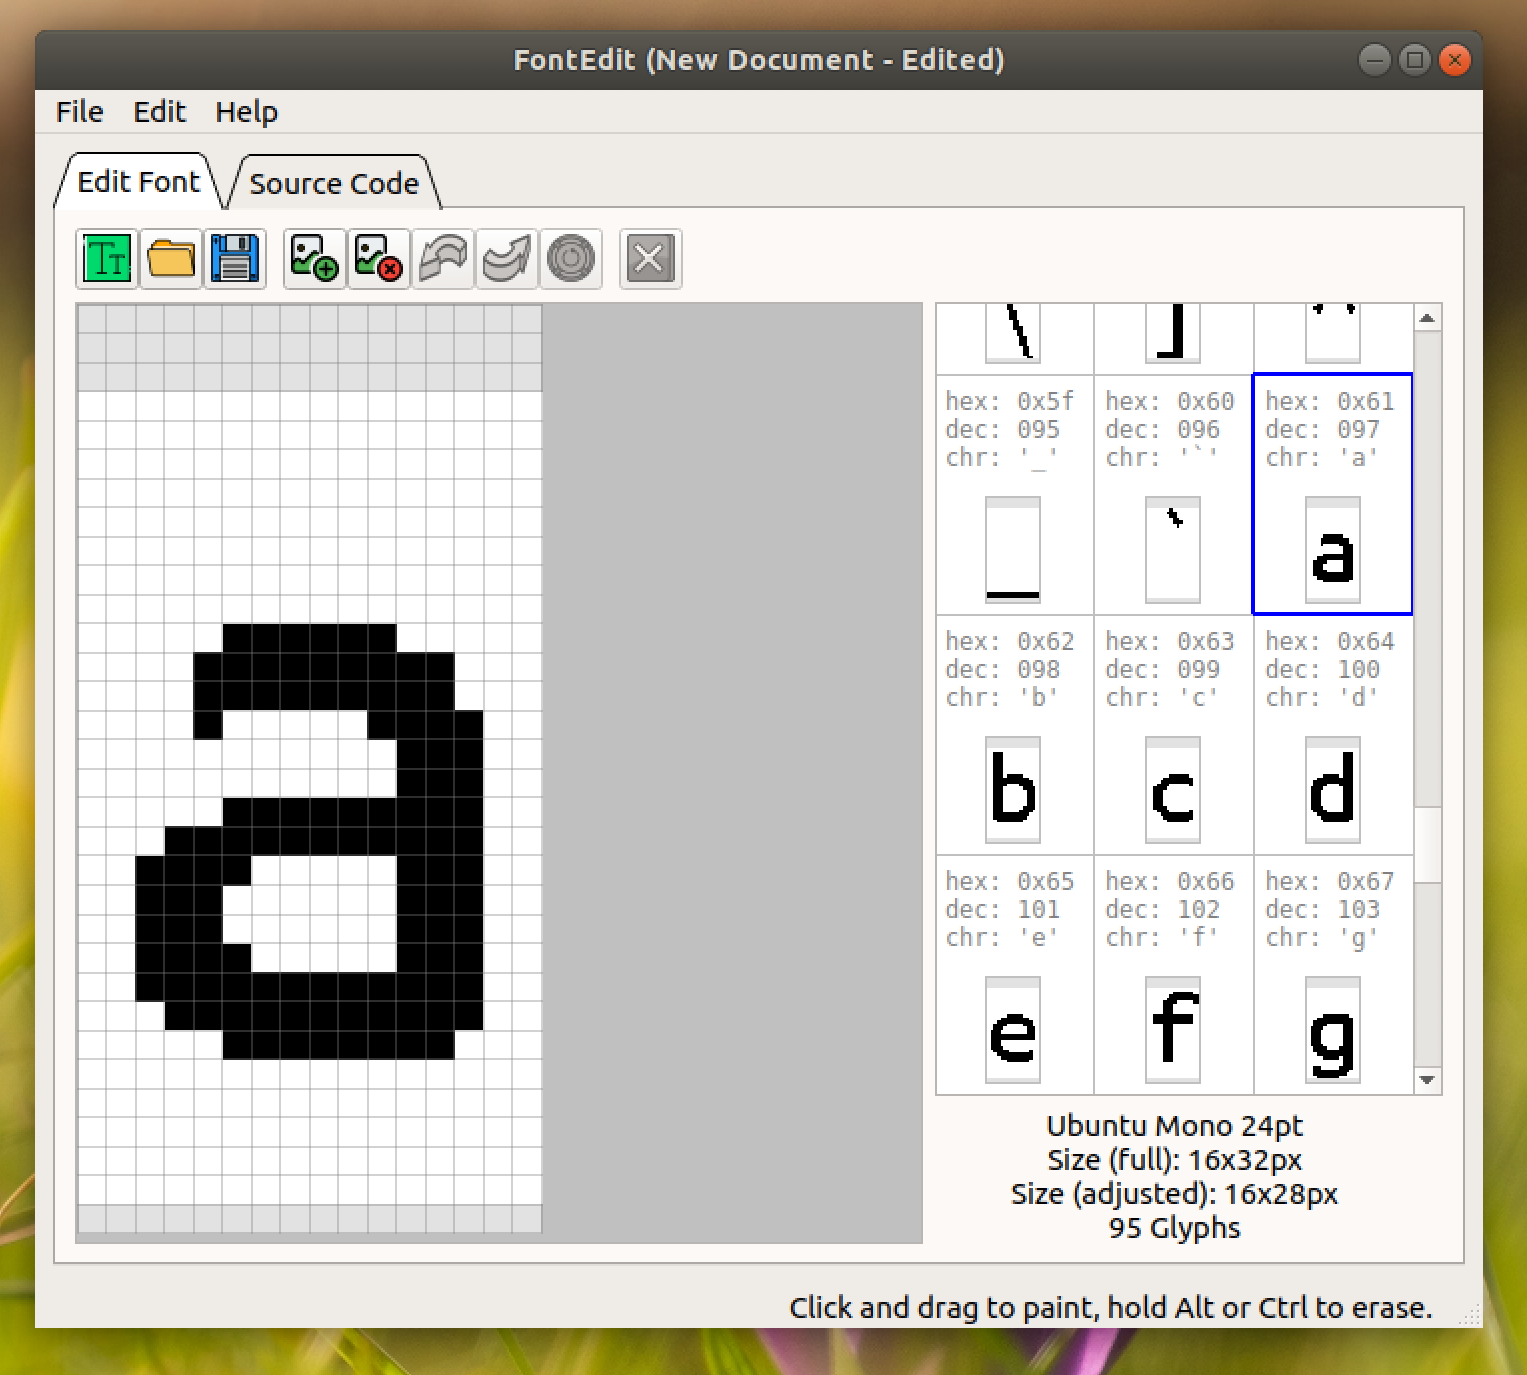 FontEdit (New Document - Edited)
File Edit Help
Edit Font Source Code
TT
a
\ ] ^
hex: 0x5f hex: 0x60 hex: 0x61
dec: 095 dec: 096 dec: 097
chr: '_' chr: '`' chr: 'a'
_ ` a
hex: 0x62 hex: 0x63 hex: 0x64
dec: 098 dec: 099 dec: 100
chr: 'b' chr: 'c' chr: 'd'
b c d
hex: 0x65 hex: 0x66 hex: 0x67
dec: 101 dec: 102 dec: 103
chr: 'e' chr: 'f' chr: 'g'
e f g
Ubuntu Mono 24pt
Size (full): 16x32px
Size (adjusted): 16x28px
95 Glyphs
Click and drag to paint, hold Alt or Ctrl to erase.